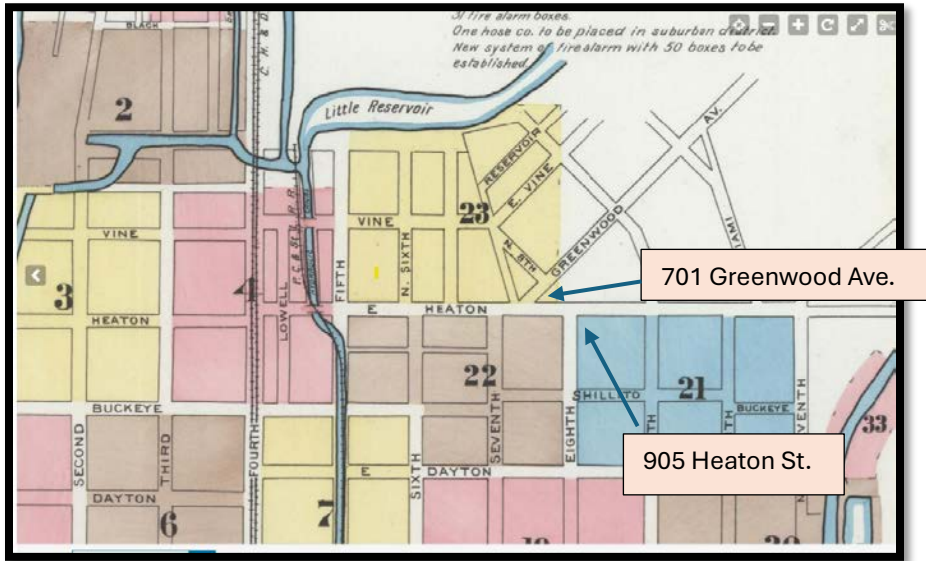 BLACK
C. H. & D.
31 fire alarm boxes.
One hose co. to be placed in suburban district.
New system of fire alarm with 50 boxes to be
established.
2
Little Reservoir
RESERVOIR
E. VINE
AV.
GREENWOOD
23
N. 8TH
VINE
VINE
N. SIXTH
FIFTH
IAMI
701 Greenwood Ave.
3
4
LOWELL
HEATON
E HEATON
22
SHILLITO
21
BUCKEYE
BUCKEYE
33
SECOND
THIRD
FOURTH
SIXTH
SEVENTH
EIGHTH
TH
TH
905 Heaton St.
E DAYTON
DAYTON
6
7